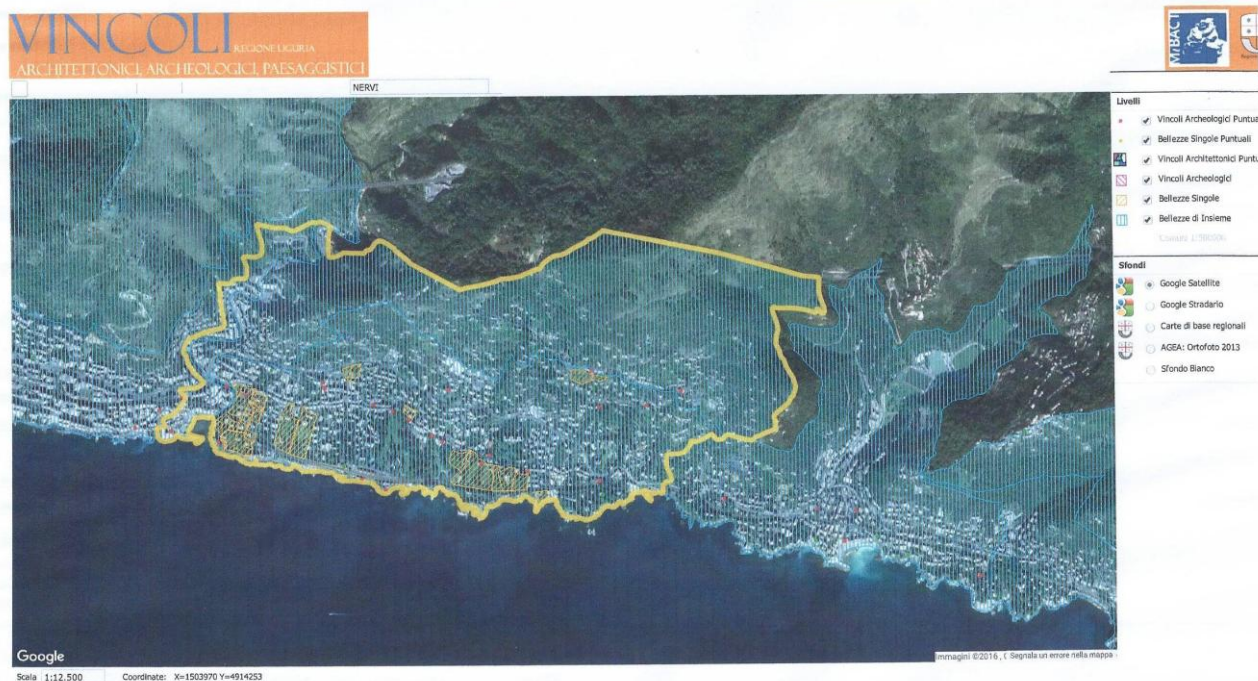 VINCOLI REGIONE LIGURIA
ARCHITETTONICI, ARCHEOLOGICI, PAESAGGISTICI
MIBACT
NERVI
Livelli
Vincoli Archeologici Puntua
Bellezze Singole Puntuali
Vincoli Architettonici Puntu
Vincoli Archeologici
Bellezze Singole
Bellezze di Insieme
Sfondi
Google Satellite
Google Stradario
Carte di base regionali
AGEA: Ortofoto 2013
Sfondo Bianco
Google
Immagini ©2016 , ( Segnala un errore nella mappa
Scala 1:12.500 Coordinate: X=1503970 Y=4914253